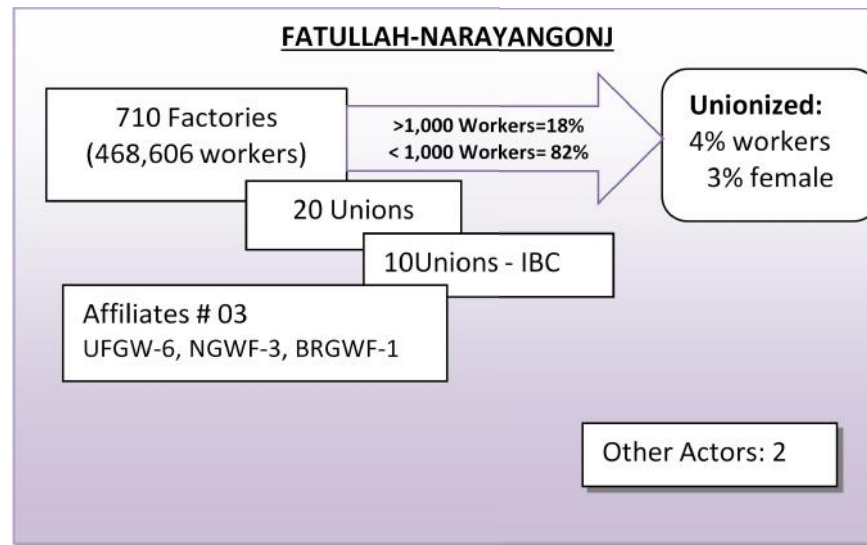 FATULLAH-NARAYANGONJ
710 Factories
(468,606 workers)
>1,000 Workers=18%
< 1,000 Workers= 82%
Unionized:
4% workers
3% female
20 Unions
10Unions - IBC
Affiliates # 03
UFGW-6, NGWF-3, BRGWF-1
Other Actors: 2